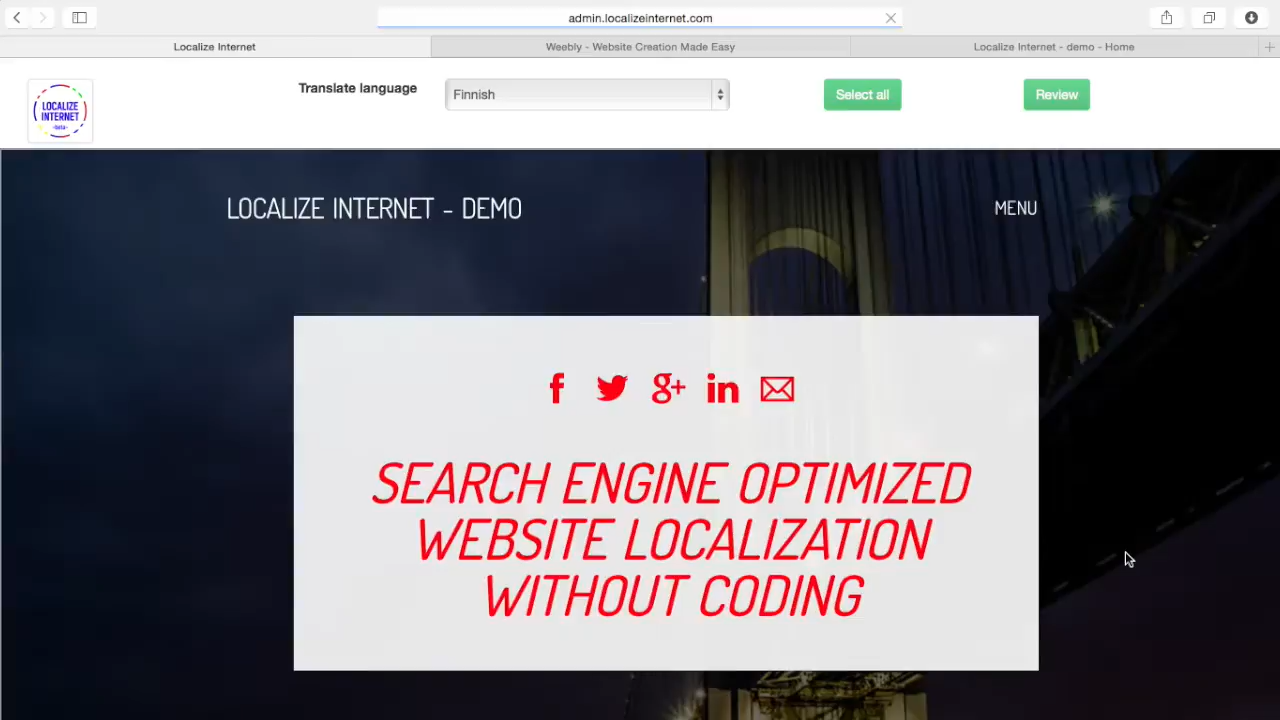 admin.localizeinternet.com
Localize Internet
Weebly - Website Creation Made Easy
Localize Internet - demo - Home
LOCALIZE
INTERNET
-beta-
Translate language
Finnish
Select all
Review
LOCALIZE INTERNET - DEMO
MENU
SEARCH ENGINE OPTIMIZED
WEBSITE LOCALIZATION
WITHOUT CODING